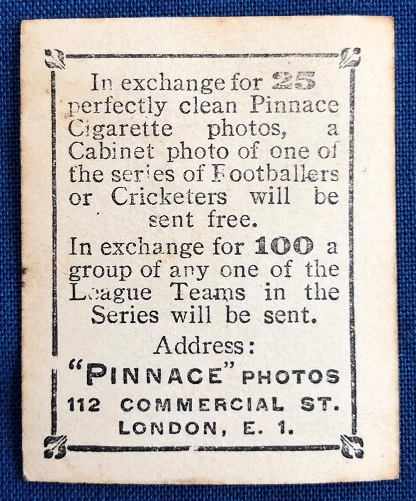 In exchange for 25
perfectly clean Pinnace
Cigarette photos, a
Cabinet photo of one of
the series of Footballers
or Cricketers will be
sent free.
In exchange for 100 a
group of any one of the
League Teams in the
Series will be sent.
Address:
"PINNACE" PHOTOS
112 COMMERCIAL ST.
LONDON, E. 1.